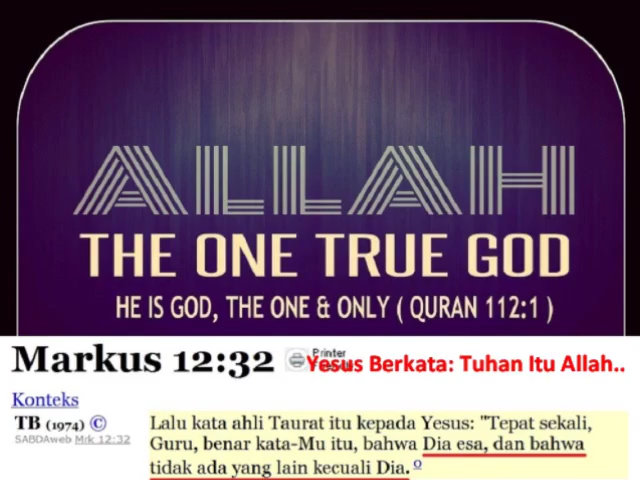 ALLAH
THE ONE TRUE GOD
HE IS GOD, THE ONE & ONLY ( QURAN 112:1 )
Markus 12:32
Printer
Yesus Berkata: Tuhan Itu Allah..
Konteks
TB (1974) ©
SABDAweb Mrk 12:32
Lalu kata ahli Taurat itu kepada Yesus: "Tepat sekali,
Guru, benar kata-Mu itu, bahwa Dia esa, dan bahwa
tidak ada yang lain kecuali Dia. o